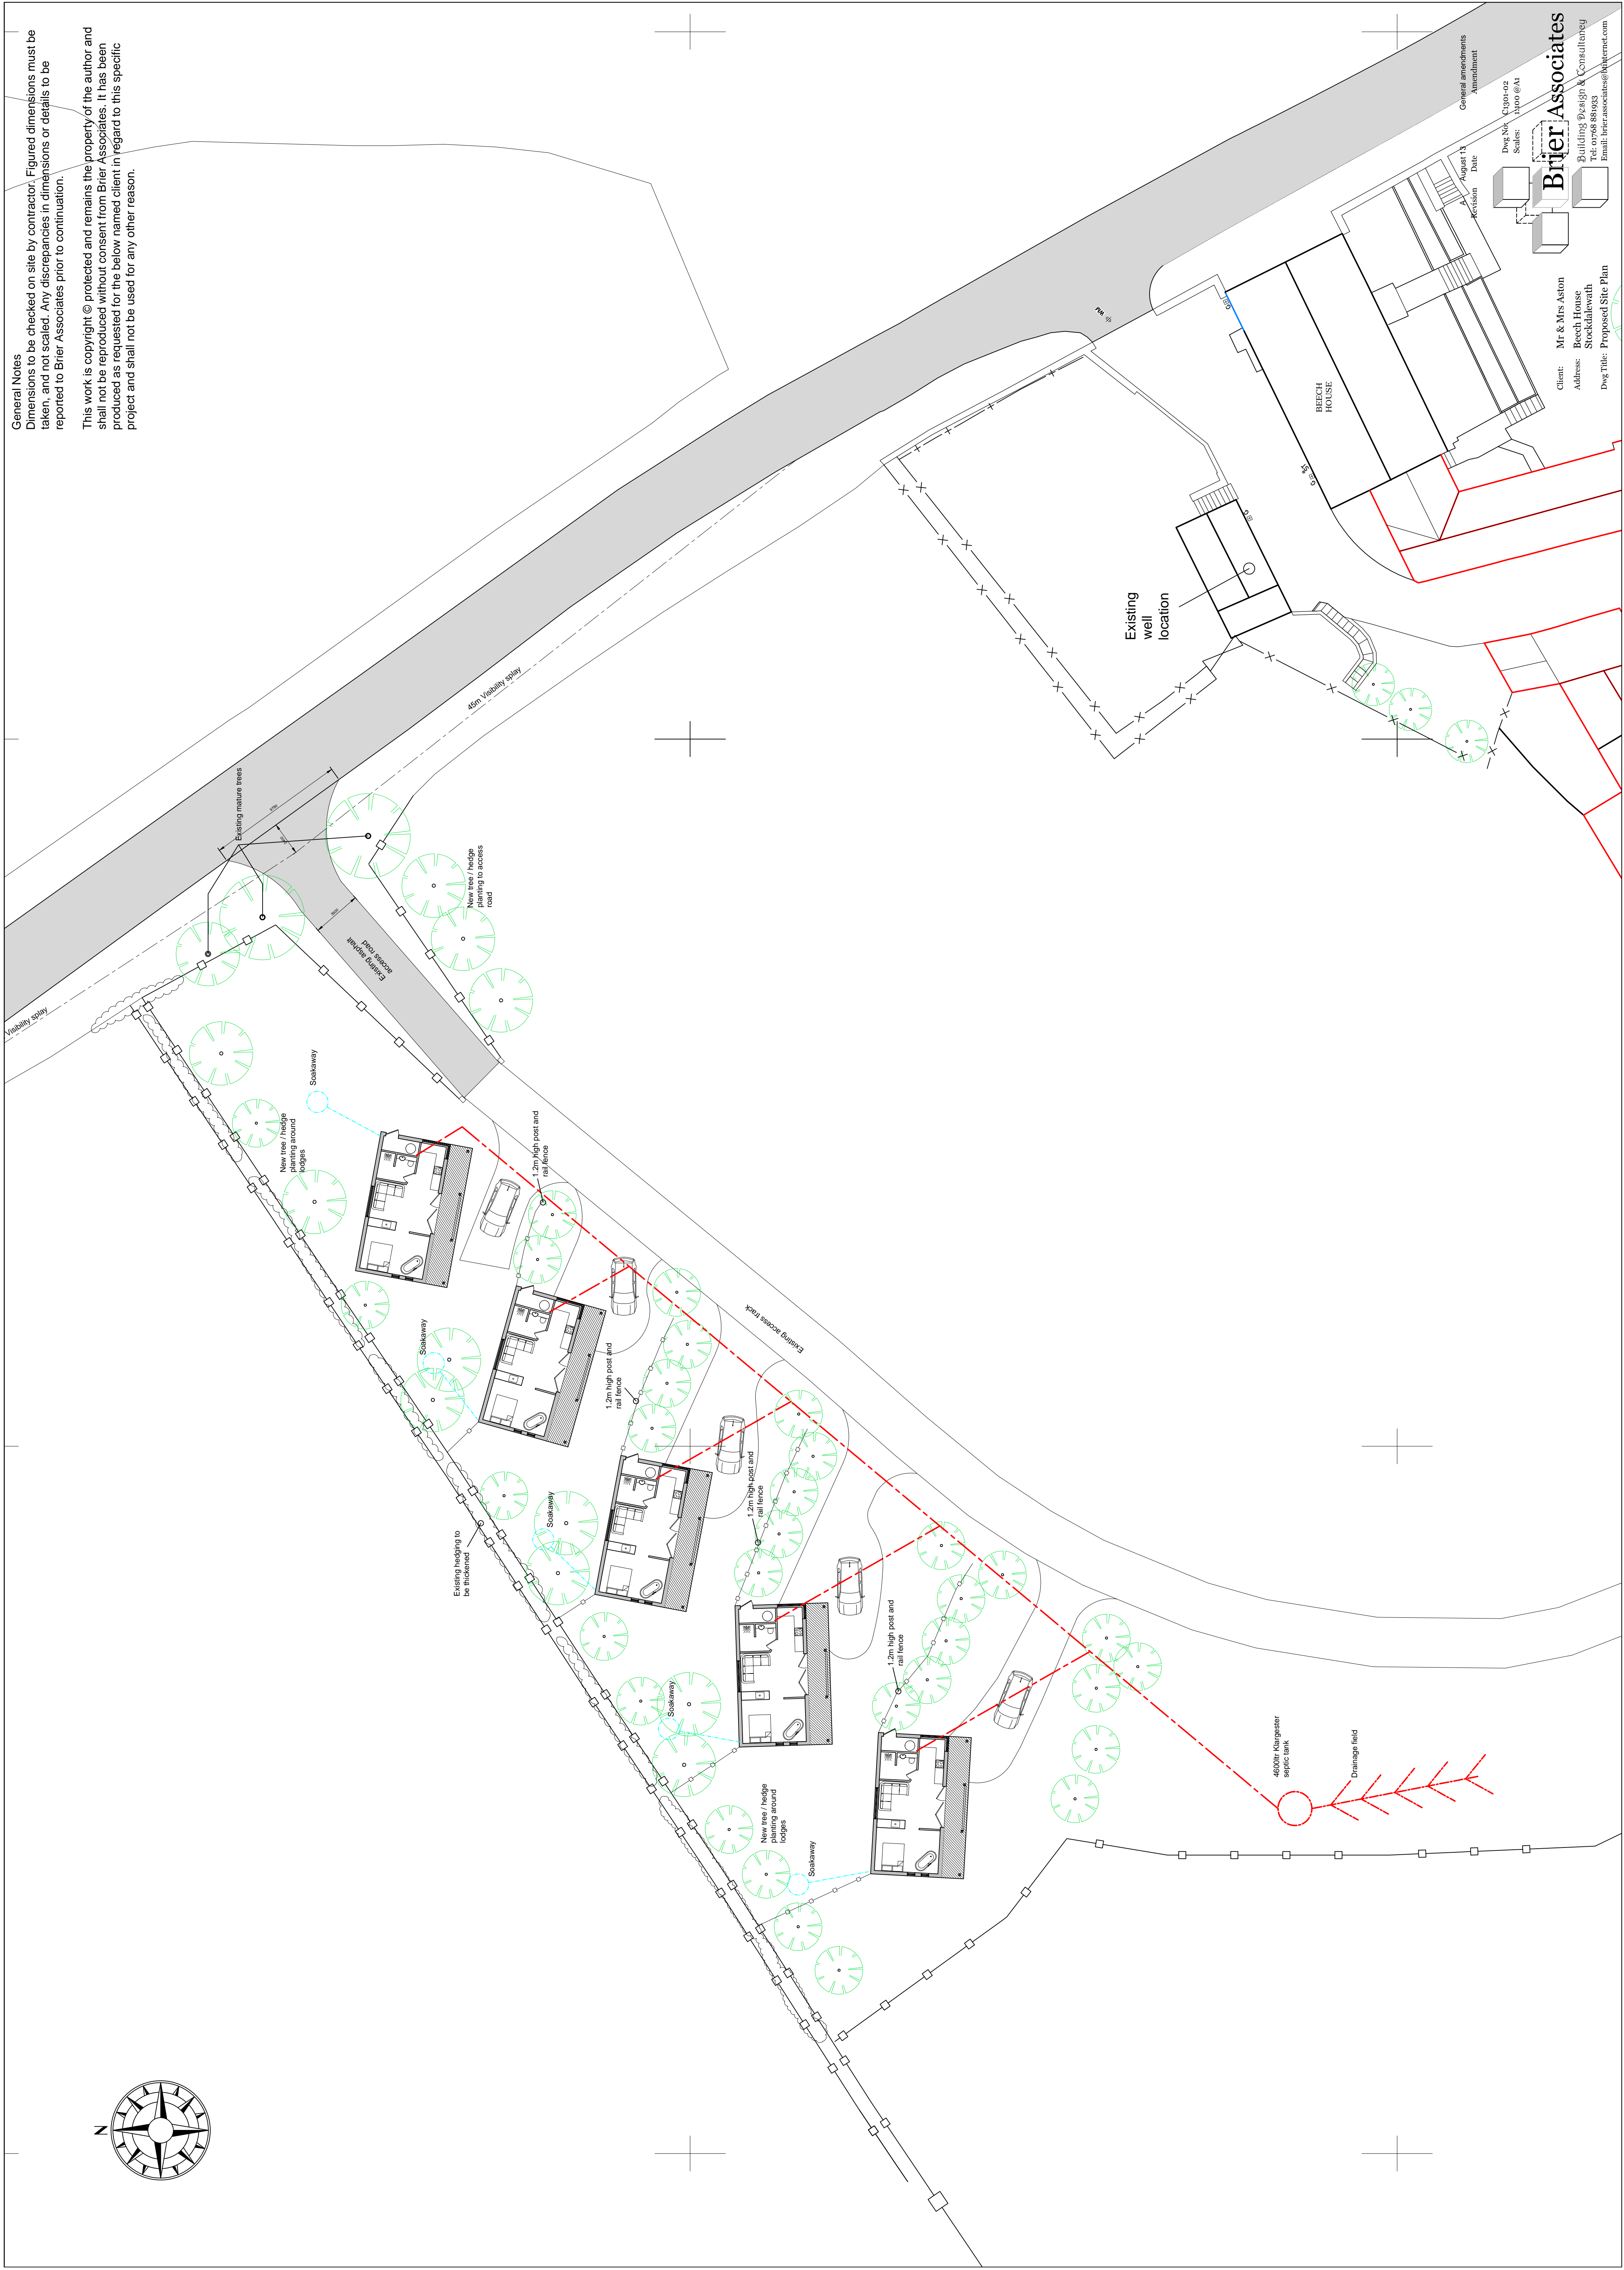 General Notes
Dimensions to be checked on site by contractor. Figured dimensions must be
taken, and not scaled. Any discrepancies in dimensions or details to be
reported to Brier Associates prior to continuation.
This work is copyright © protected and remains the property of the author and
shall not be reproduced without consent from Brier Associates. It has been
produced as requested for the below named client in regard to this specific
project and shall not be used for any other reason.
Visibility splay
45m Visibility splay
Existing mature trees
Existing asphalt
access road
New tree / hedge
planting to access
road
Soakaway
New tree / hedge
planting around
lodges
1.2m high post and
rail fence
Soakaway
1.2m high post and
rail fence
Existing access track
Existing hedging to
be thickened
Soakaway
1.2m high post and
rail fence
Soakaway
1.2m high post and
rail fence
New tree / hedge
planting around
lodges
Soakaway
4600ltr Klargester
septic tank
Drainage field
N
WM
Existing
well
location
BEECH
HOUSE
A August 13 General amendments
Revision Date Amendment
Dwg No: C1301-02
Scales: 1:100 @A1
Brier Associates
Building Design & Consultancy
Tel: 01768 881933
Email: brier.associates@btinternet.com
Client: Mr & Mrs Aston
Address: Beech House
Stockdalewath
Dwg Title: Proposed Site Plan